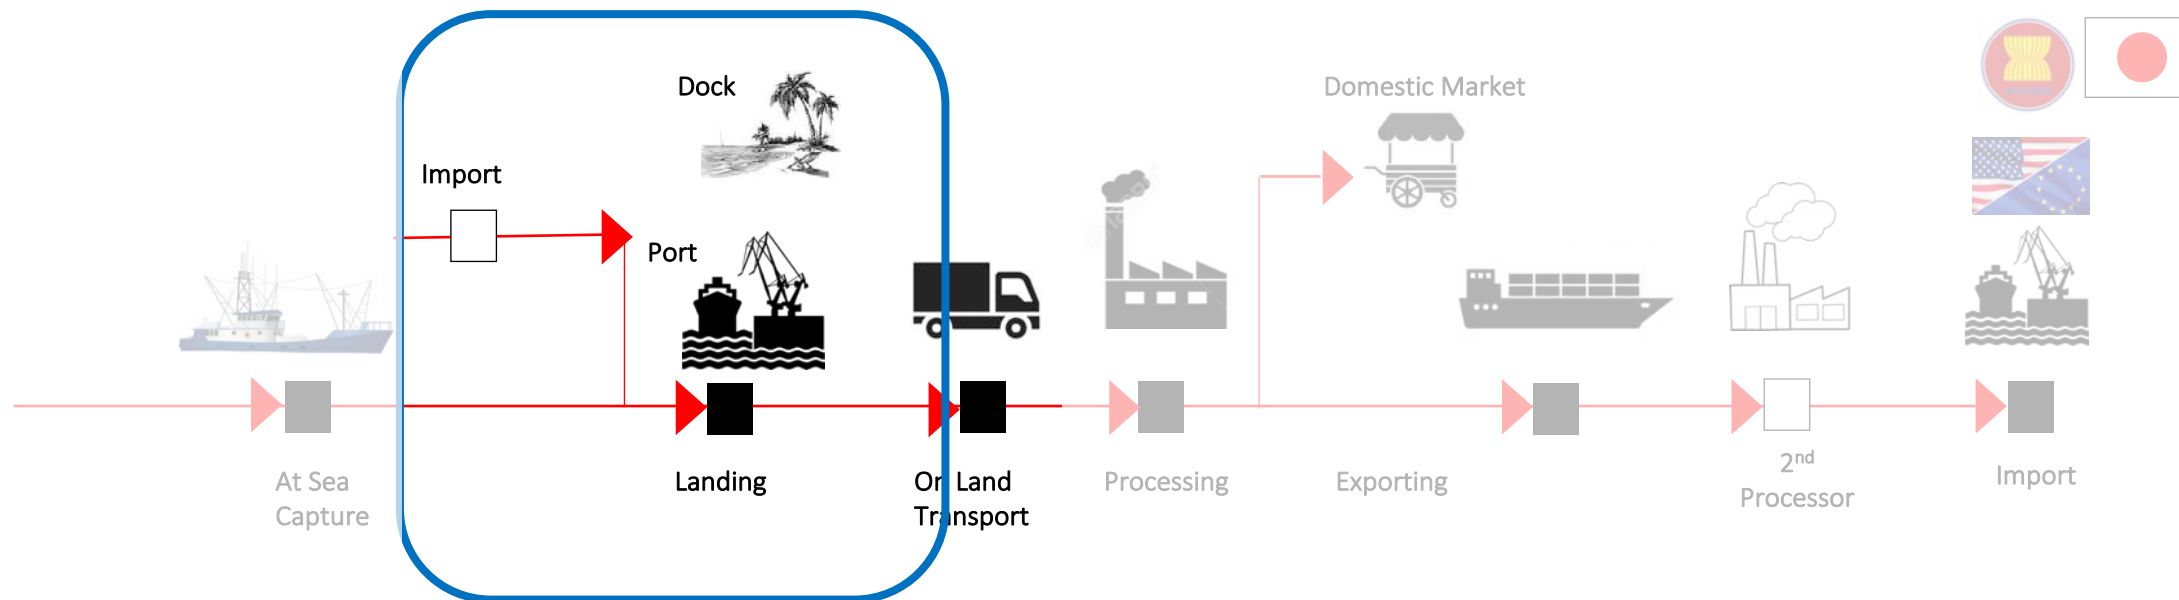 Dock
Domestic Market
Import
Port
At Sea
Capture
Landing
On Land
Transport
Processing
Exporting
2nd
Processor
Import